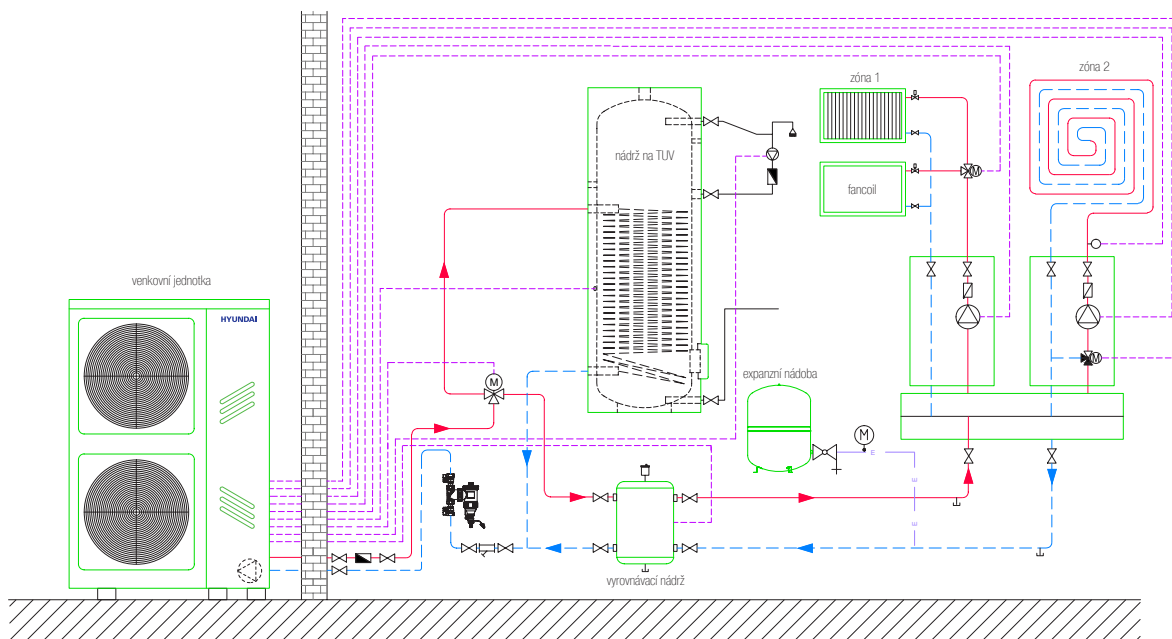 zóna 1
zóna 2
nádrž na TUV
M
fancoil
venkovní jednotka
HYUNDAI
M
M
expanzní nádoba
M
M
E
E
E
vyrovnávací nádrž